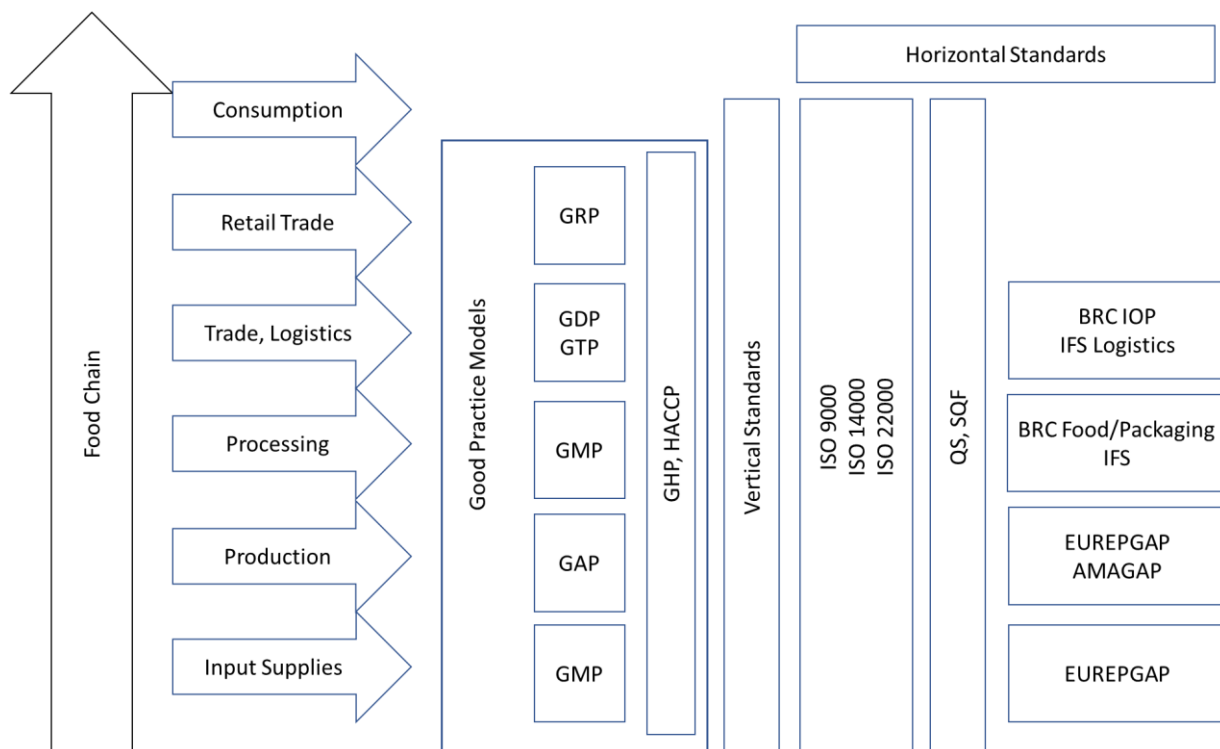 Horizontal Standards
Food Chain
Consumption
Retail Trade
Trade, Logistics
Processing
Production
Input Supplies
Good Practice Models
GRP
GDP
GTP
GMP
GAP
GMP
GHP, HACCP
Vertical Standards
ISO 9000
ISO 14000
ISO 22000
QS, SQF
BRC IOP
IFS Logistics
BRC Food/Packaging
IFS
EUREPGAP
AMAGAP
EUREPGAP